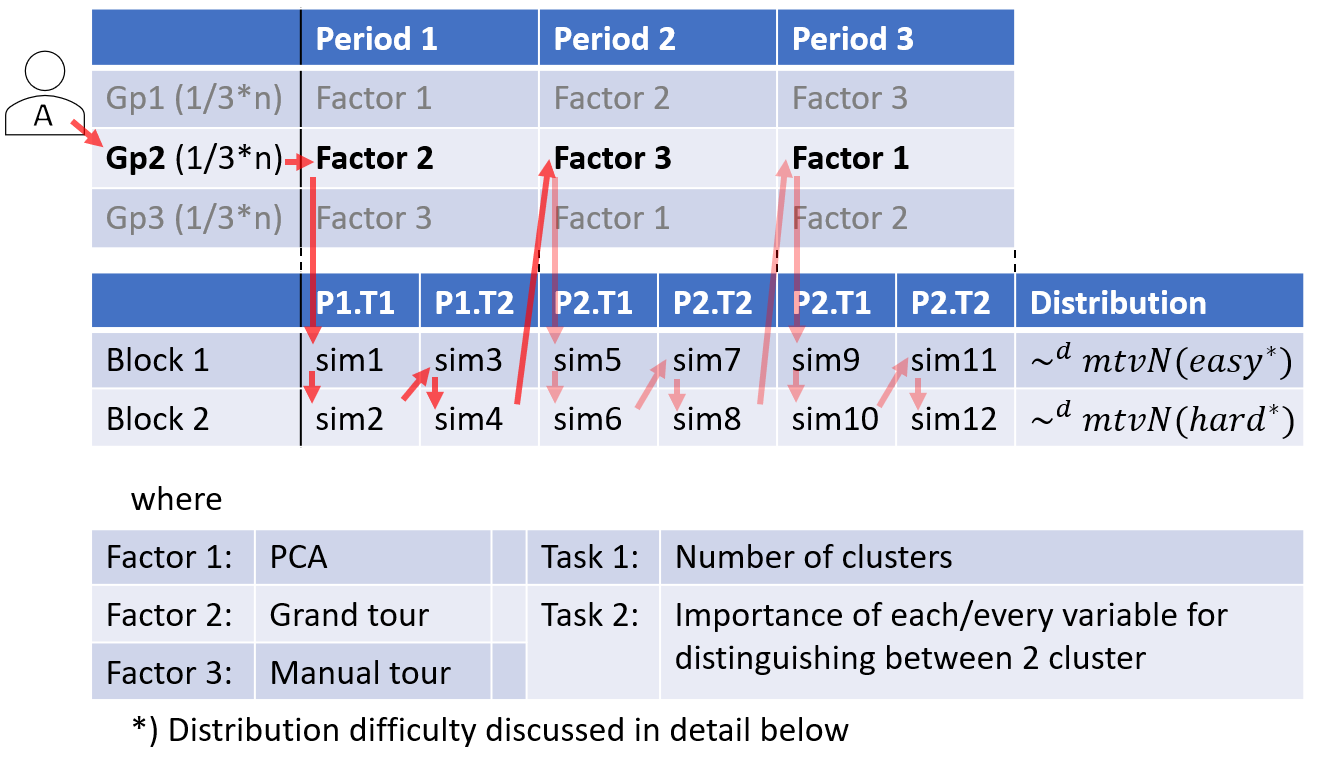 Period 1 Period 2 Period 3
A
Gp1 (1/3*n) Factor 1 Factor 2 Factor 3
Gp2 (1/3*n) Factor 2 Factor 3 Factor 1
Gp3 (1/3*n) Factor 3 Factor 1 Factor 2
P1.T1 P1.T2 P2.T1 P2.T2 P2.T1 P2.T2 Distribution
Block 1 sim1 sim3 sim5 sim7 sim9 sim11 ~ᵈ mtvN(easy*)
Block 2 sim2 sim4 sim6 sim8 sim10 sim12 ~ᵈ mtvN(hard*)
where
Factor 1: PCA Task 1: Number of clusters
Factor 2: Grand tour Task 2: Importance of each/every variable for
distinguishing between 2 cluster
Factor 3: Manual tour
*) Distribution difficulty discussed in detail below